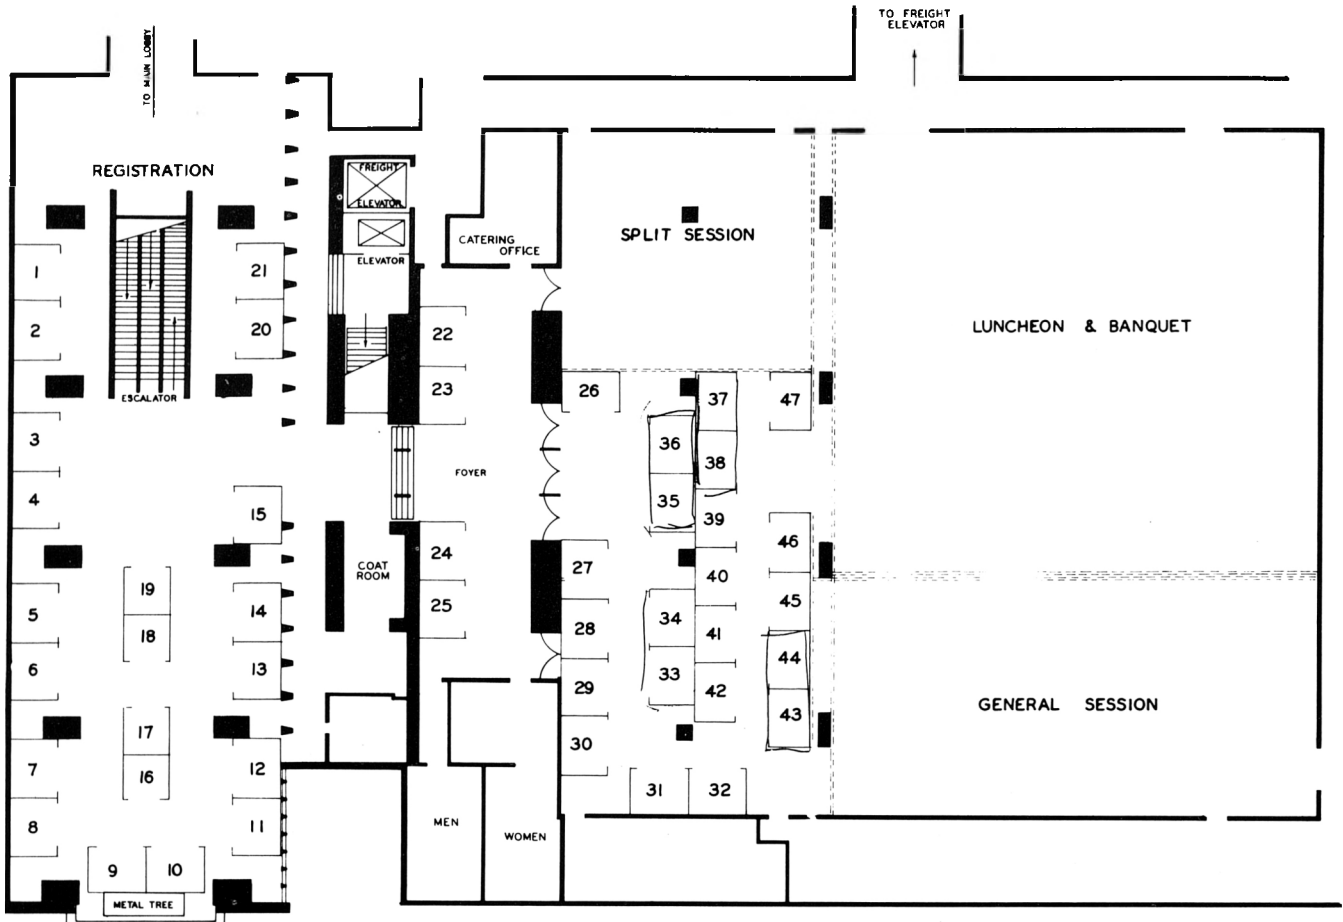 TO FREIGHT
ELEVATOR
TO MAIN LOBBY
REGISTRATION
FREIGHT
ELEVATOR
ELEVATOR
CATERING
OFFICE
SPLIT SESSION
1
21
2
20
22
LUNCHEON & BANQUET
23
ESCALATOR
26
37
47
3
36
38
4
FOYER
35
15
39
46
24
27
COAT
ROOM
40
19
5
14
25
45
18
28
34
41
6
13
33
44
29
42
17
43
GENERAL SESSION
30
7
16
12
31
32
8
11
MEN
WOMEN
9
10
METAL TREE